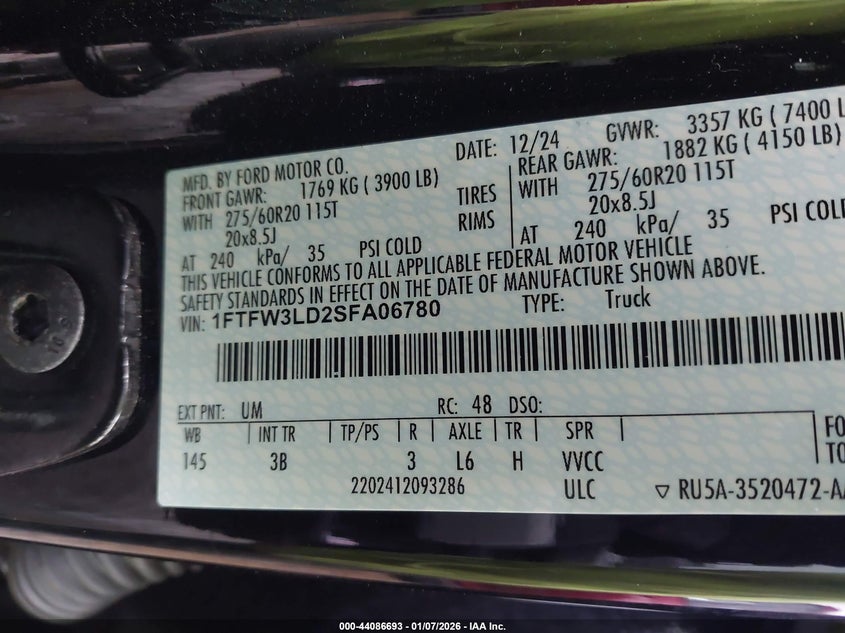 MFD. BY FORD MOTOR CO. DATE: 12/24 GVWR: 3357 KG ( 7400 L
FRONT GAWR: 1769 KG ( 3900 LB) REAR GAWR: 1882 KG ( 4150 LB)
WITH 275/60R20 115T TIRES WITH 275/60R20 115T
20x8.5J RIMS 20x8.5J
AT 240 kPa/ 35 PSI COLD AT 240 kPa/ 35 PSI COLD
THIS VEHICLE CONFORMS TO ALL APPLICABLE FEDERAL MOTOR VEHICLE
SAFETY STANDARDS IN EFFECT ON THE DATE OF MANUFACTURE SHOWN ABOVE.
VIN: 1FTFW3LD2SFA06780 TYPE: Truck
EXT PNT: UM RC: 48 DSO:
WB | INT TR | TP/PS | R | AXLE | TR | SPR | FO
145 3B 3 L6 H VVCC TO
2202412093286 ULC ▽ RU5A-3520472-A
000-44086693 - 01/07/2026 - IAA Inc.